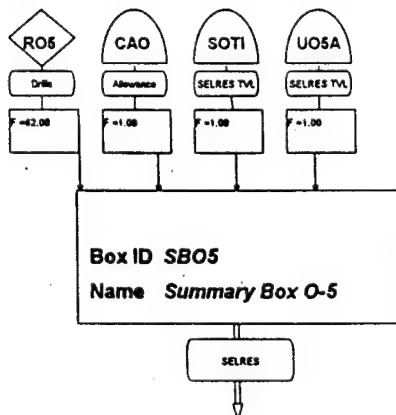 RO5 CAO SOTI UO5A
Drills Allowance SELRES TVL SELRES TVL
F =62.00 F =1.00 F =1.00 F =1.00
Box ID SBO5
Name Summary Box O-5
SELRES